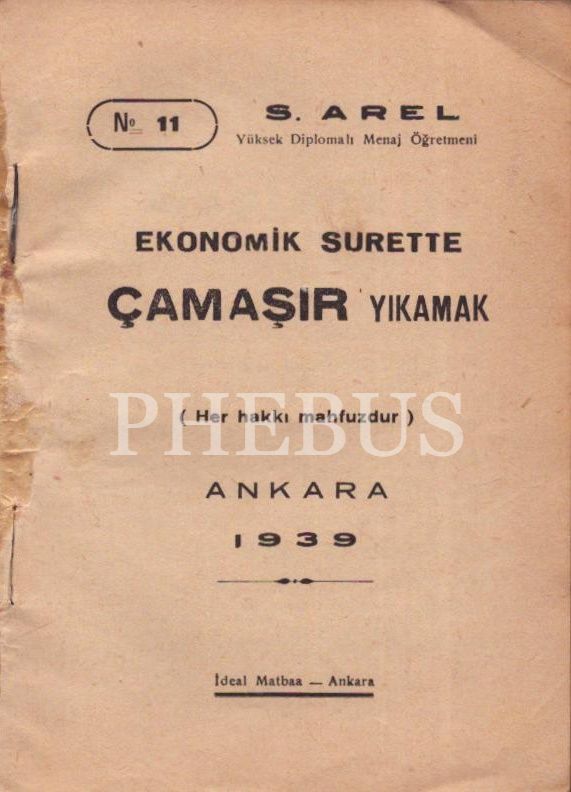 No 11
S. AREL
Yüksek Diplomalı Menaj Öğretmeni
EKONOMİK SURETTE
ÇAMAŞIR YIKAMAK
( Her hakkı mahfuzdur )
PHEBUS
ANKARA
1939
İdeal Matbaa — Ankara